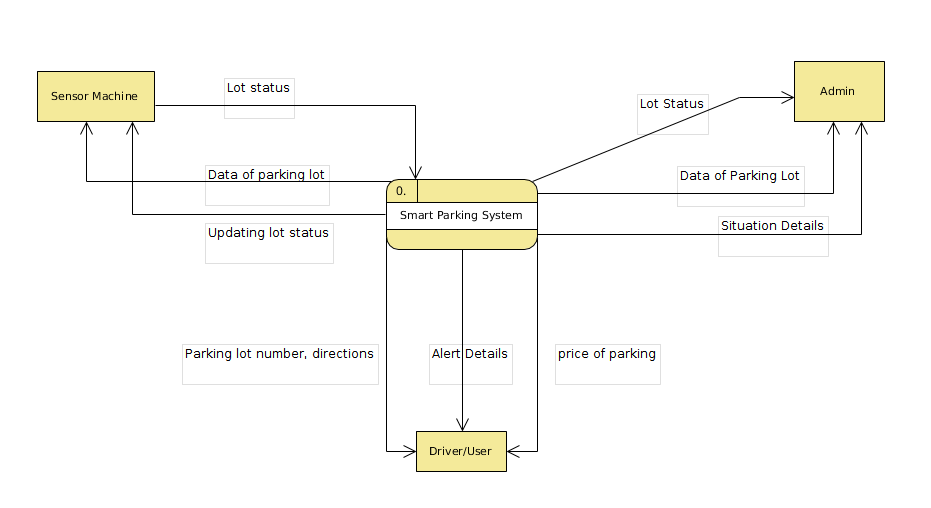 Sensor Machine
Lot status
Lot Status
Admin
Data of parking lot
Data of Parking Lot
0.
Smart Parking System
Updating lot status
Situation Details
Parking lot number, directions
Alert Details
price of parking
Driver/User